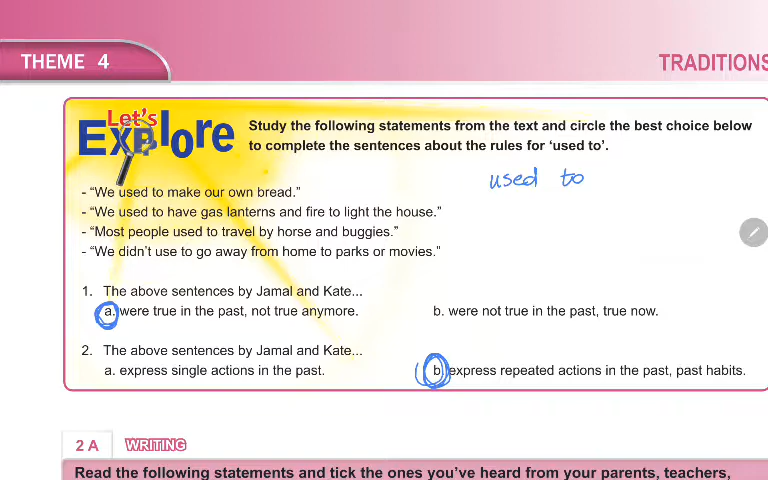 THEME 4
TRADITIONS
Let's
ExpLore
Study the following statements from the text and circle the best choice below
to complete the sentences about the rules for ‘used to’.
used to
- “We used to make our own bread.”
- “We used to have gas lanterns and fire to light the house.”
- “Most people used to travel by horse and buggies.”
- “We didn’t use to go away from home to parks or movies.”
1. The above sentences by Jamal and Kate...
a. were true in the past, not true anymore.
b. were not true in the past, true now.
2. The above sentences by Jamal and Kate...
a. express single actions in the past.
b. express repeated actions in the past, past habits.
2 A WRITING
Read the following statements and tick the ones you’ve heard from your parents, teachers,